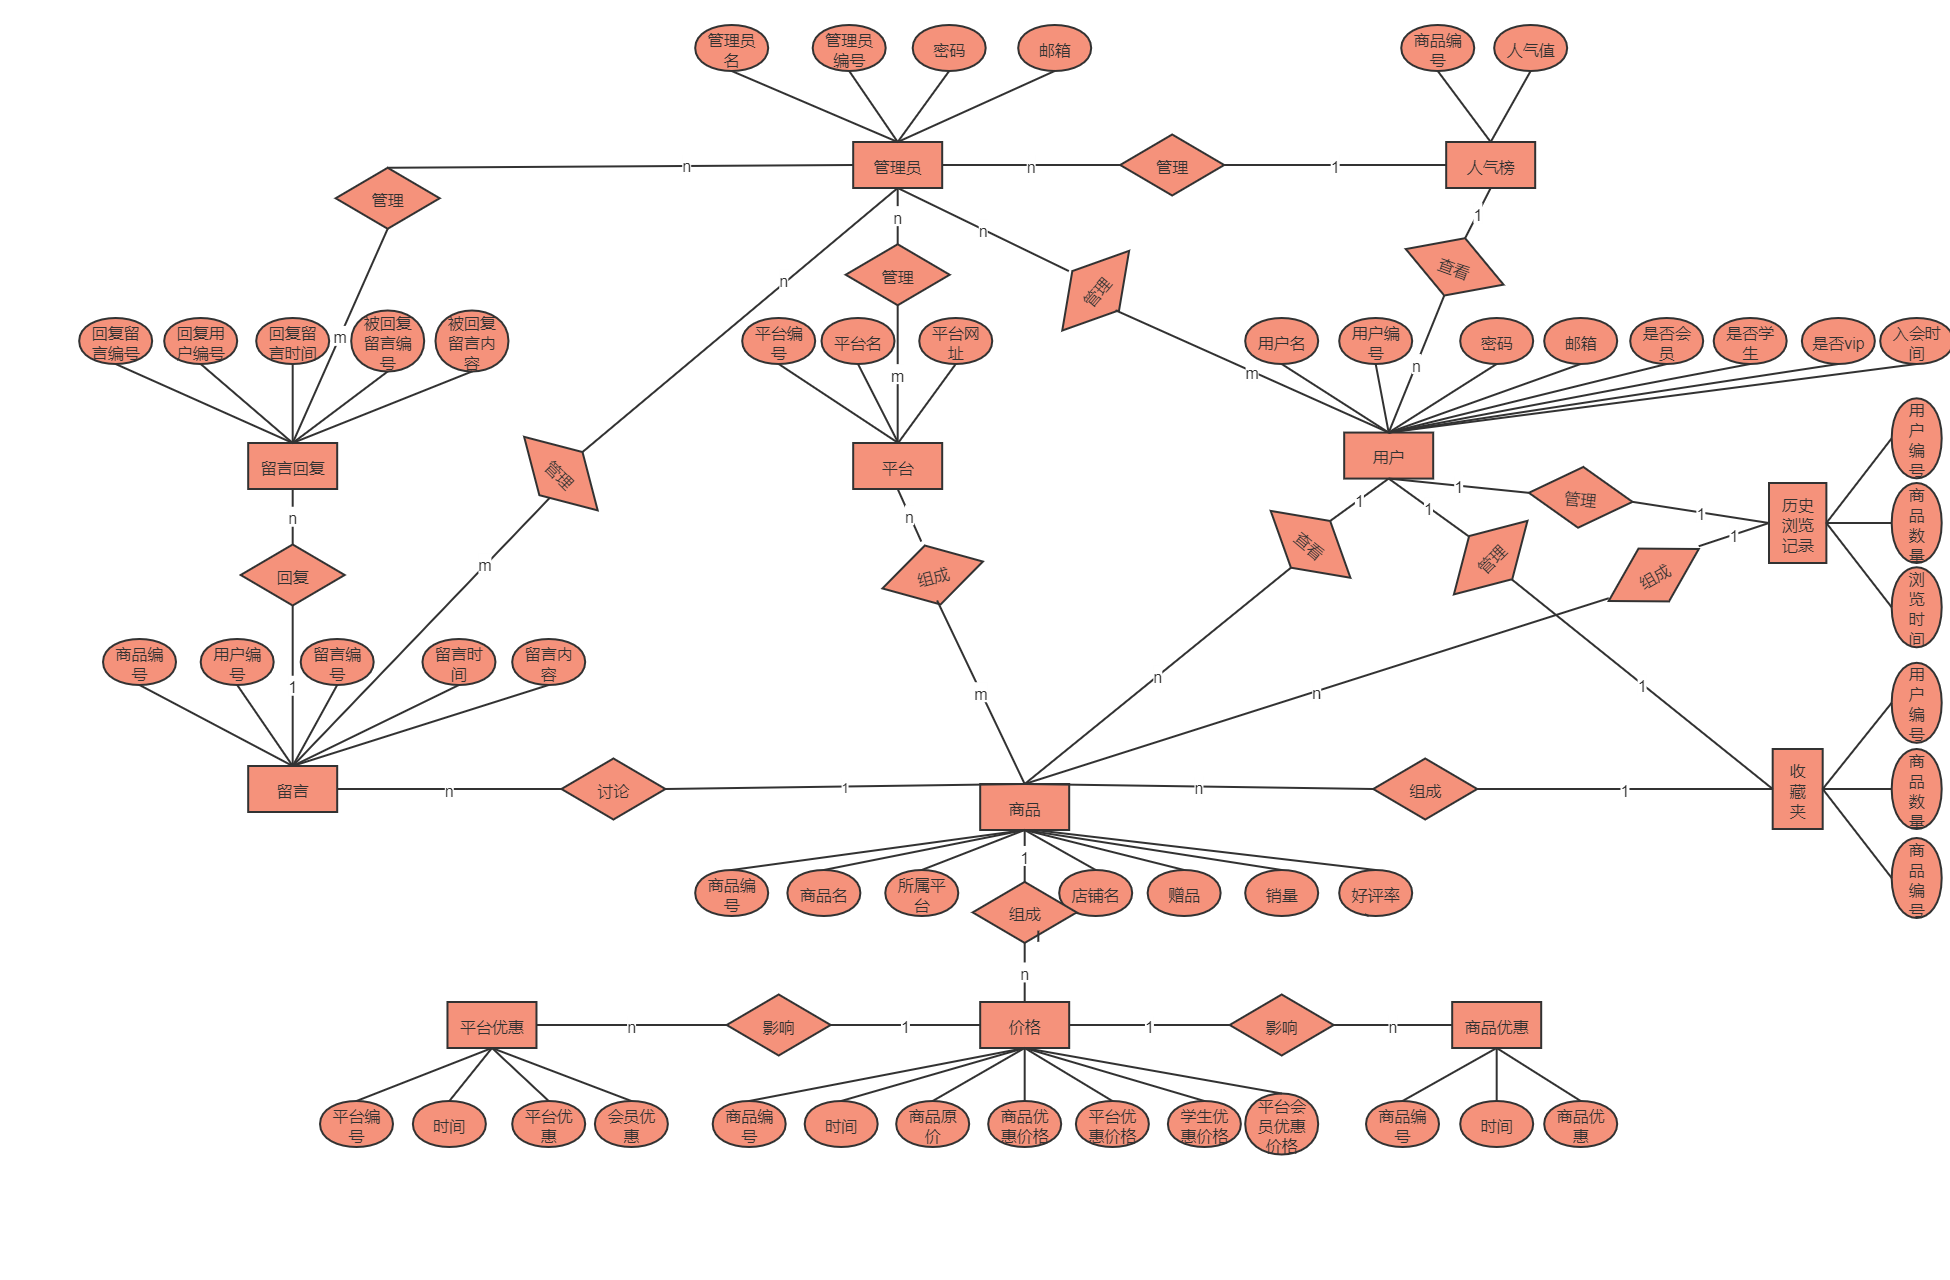 管理员
名
管理员
编号
密码
邮箱
商品编
号
人气值
管理员
n
管理
1
人气榜
n
管理
n
n
n
1
管理
管理
查看
n
m
回复留
言编号
回复用
户编号
回复留
言时间
被回复
留言编
号
被回复
留言内
容
平台编
号
平台名
平台网
址
m
m
n
用户名
用户编
号
密码
邮箱
是否会
员
是否学
生
是否vip
入会时
间
留言回复
管理
平台
用户
用
户
编
号
商
品
数
量
浏
览
时
间
1
1
1
管理
1
历史
浏览
记录
1
n
n
回复
m
组成
查看
管理
组成
商品编
号
用户编
号
留言编
号
留言时
间
留言内
容
1
m
n
n
1
用
户
编
号
商
品
数
量
商
品
编
号
留言
n
讨论
1
商品
n
组成
1
收
藏
夹
1
商品编
号
商品名
所属平
台
组成
店铺名
赠品
销量
好评率
n
平台优惠
n
影响
1
价格
1
影响
n
商品优惠
平台编
号
时间
平台优
惠
会员优
惠
商品编
号
时间
商品原
价
商品优
惠价格
平台优
惠价格
学生优
惠价格
平台会
员优惠
价格
商品编
号
时间
商品优
惠